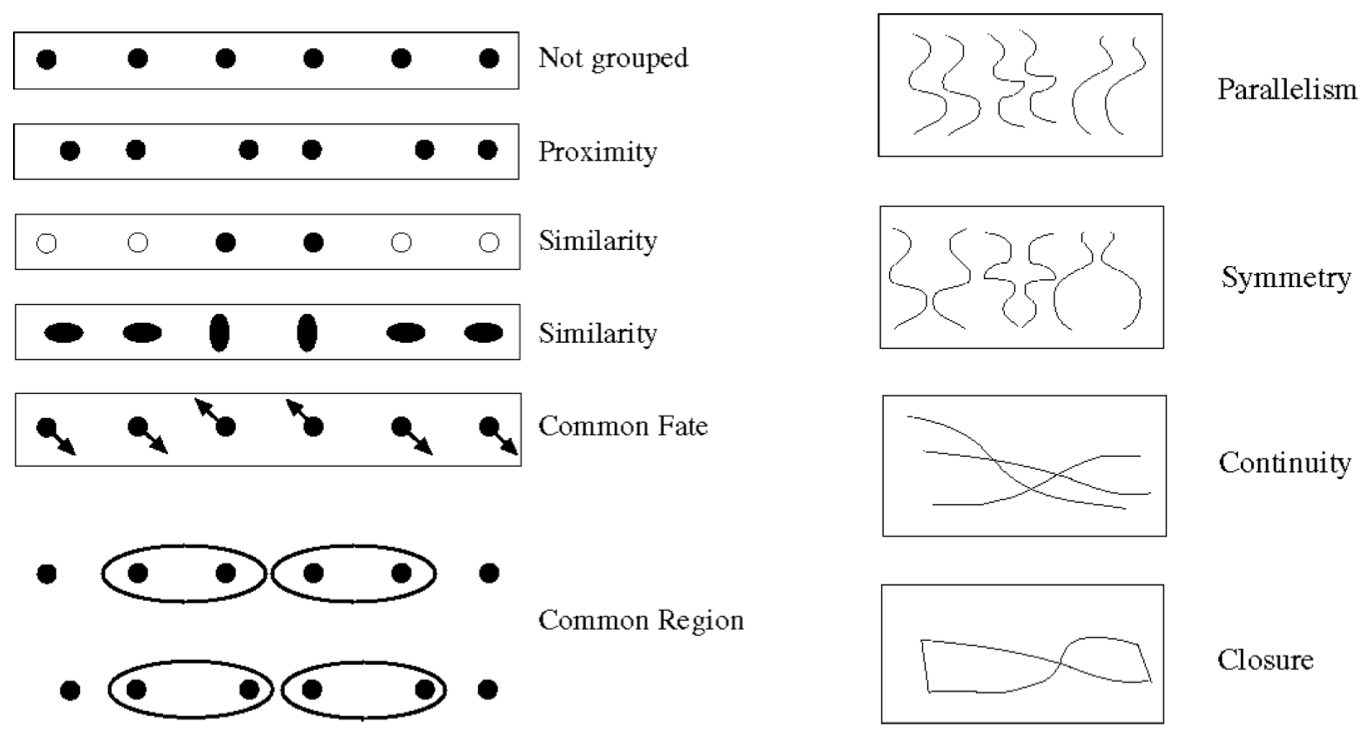 Not grouped
Proximity
Similarity
Similarity
Common Fate
Common Region
Parallelism
Symmetry
Continuity
Closure